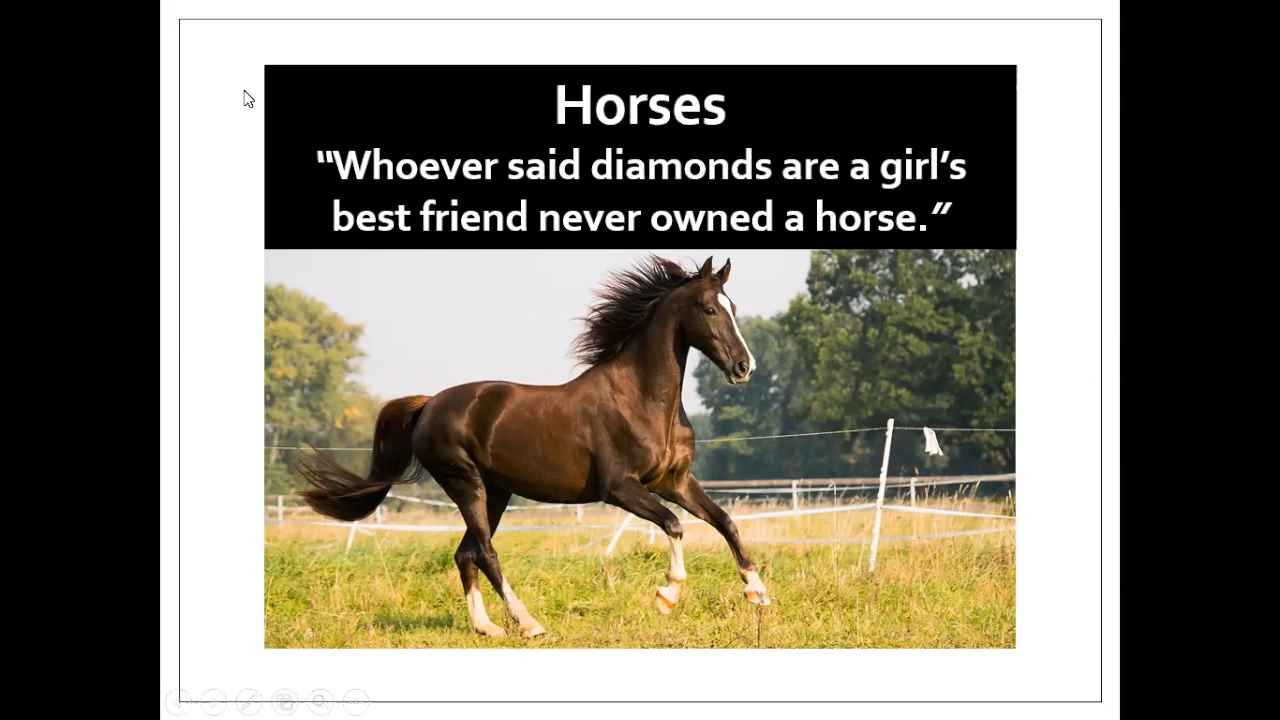 Horses
“Whoever said diamonds are a girl’s
best friend never owned a horse.”